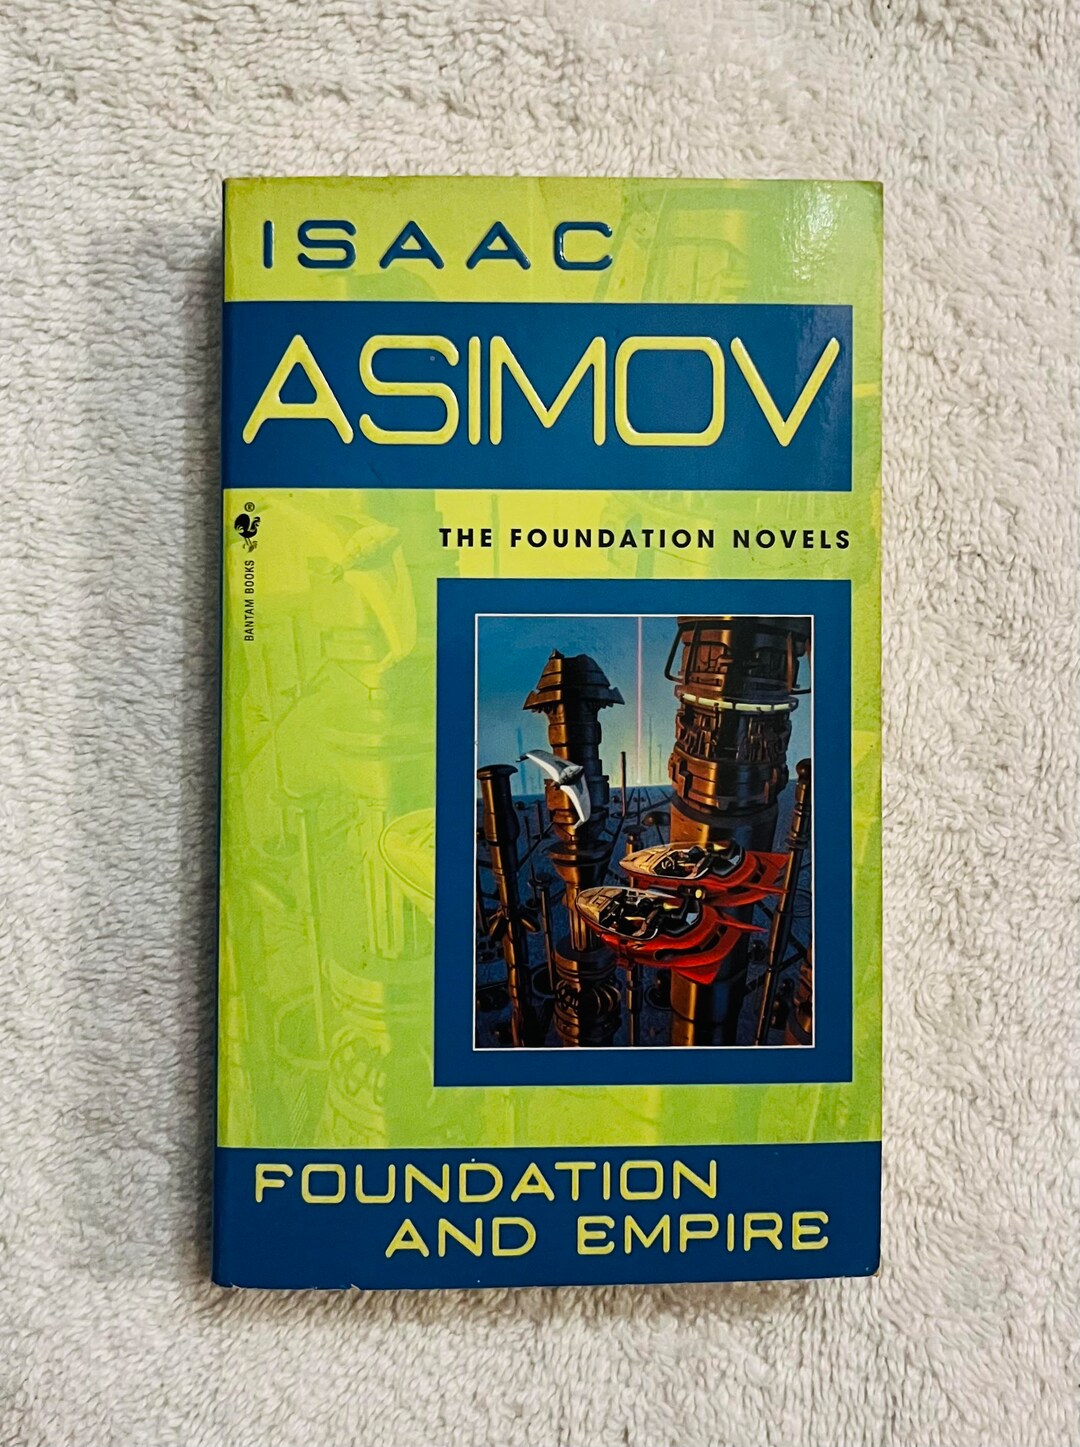 ISAAC
ASIMOV
THE FOUNDATION NOVELS
®
BANTAM BOOKS
FOUNDATION
AND EMPIRE